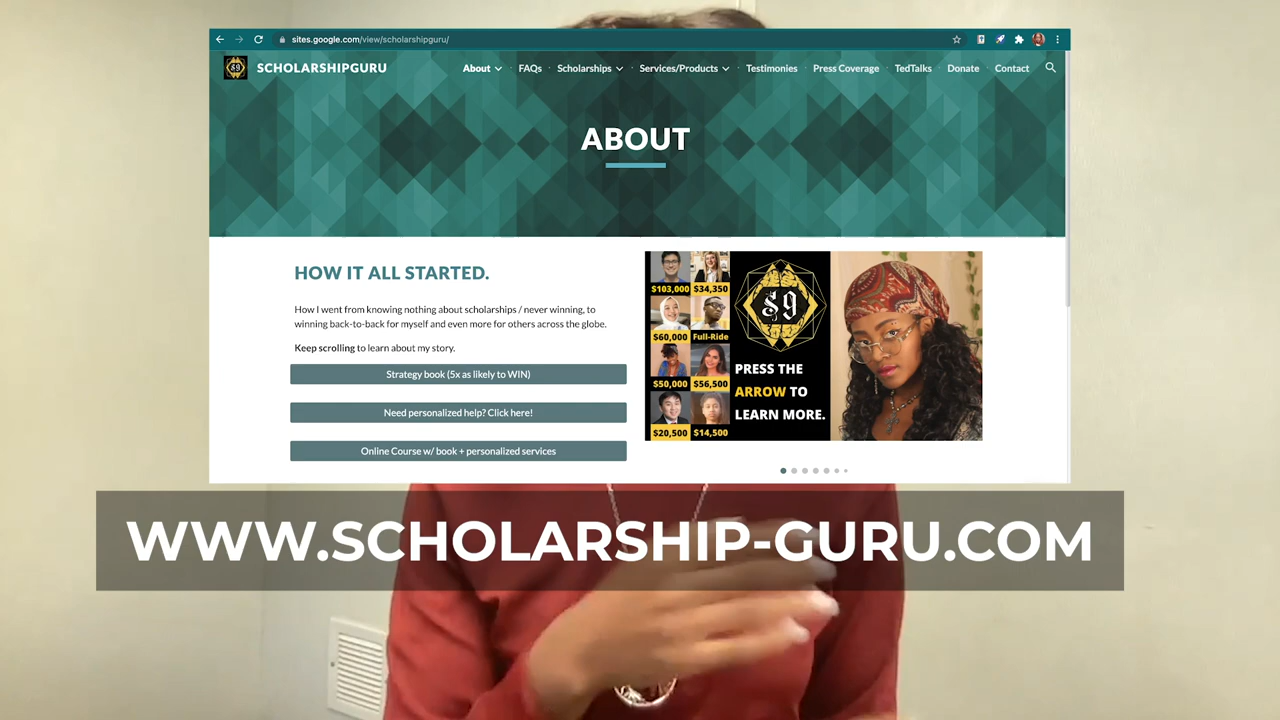 sites.google.com/view/scholarshipguru/
S9 SCHOLARSHIPGURU About FAQs Scholarships Services/Products Testimonies Press Coverage TedTalks Donate Contact
ABOUT
HOW IT ALL STARTED.
How I went from knowing nothing about scholarships / never winning, to
winning back-to-back for myself and even more for others across the globe.
Keep scrolling to learn about my story.
Strategy book (5x as likely to WIN)
Need personalized help? Click here!
Online Course w/ book + personalized services
$103,000 $34,350
$60,000 Full-Ride
$50,000 $56,500
$20,500 $14,500
S9
PRESS THE
ARROW TO
LEARN MORE.
WWW.SCHOLARSHIP-GURU.COM